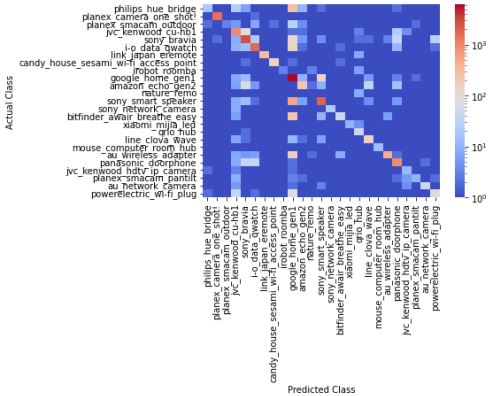 Actual Class
philips_hue_bridge
planex_camera_one_shot!
planex_smacam_outdoor
jvc_kenwood_cu-hb1
sony_bravia
i-o_data_qwatch
link_japan_eremote
candy_house_sesami_wi-fi_access_point
irobot_roomba
google_home_gen1
amazon_echo_gen2
nature_remo
sony_smart_speaker
sony_network_camera
bitfinder_awair_breathe_easy
xiaomi_mijia_led
qrio_hub
line_clova_wave
mouse_computer_room_hub
au_wireless_adapter
panasonic_doorphone
jvc_kenwood_hdtv_ip_camera
planex_smacam_pantilt
au_network_camera
powerelectric_wi-fi_plug
philips_hue_bridge
planex_camera_one_shot!
planex_smacam_outdoor
jvc_kenwood_cu-hb1
sony_bravia
i-o_data_qwatch
link_japan_eremote
candy_house_sesami_wi-fi_access_point
irobot_roomba
google_home_gen1
amazon_echo_gen2
nature_remo
sony_smart_speaker
sony_network_camera
bitfinder_awair_breathe_easy
xiaomi_mijia_led
qrio_hub
line_clova_wave
mouse_computer_room_hub
au_wireless_adapter
panasonic_doorphone
jvc_kenwood_hdtv_ip_camera
planex_smacam_pantilt
au_network_camera
powerelectric_wi-fi_plug
Predicted Class
10³
10²
10¹
10⁰